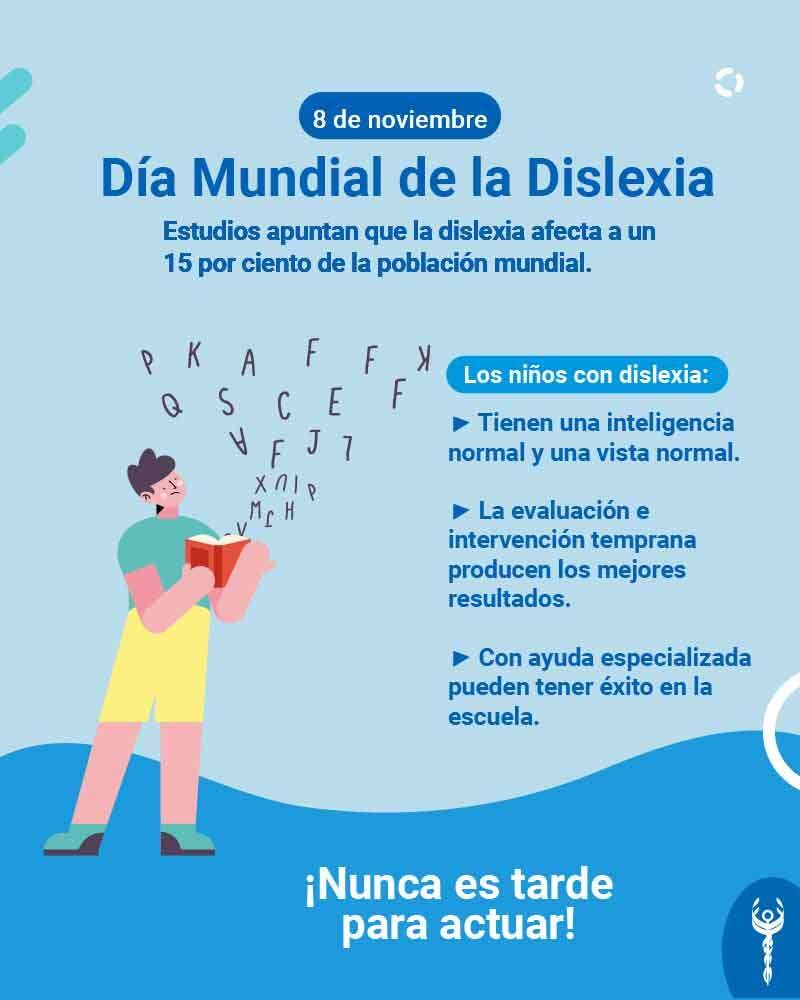 8 de noviembre
Día Mundial de la Dislexia
Estudios apuntan que la dislexia afecta a un
15 por ciento de la población mundial.
P K A F F K
Q S C E F
A F J L
X U I P
M J H
V
Los niños con dislexia:
► Tienen una inteligencia
normal y una vista normal.
► La evaluación e
intervención temprana
producen los mejores
resultados.
► Con ayuda especializada
pueden tener éxito en la
escuela.
¡Nunca es tarde
para actuar!